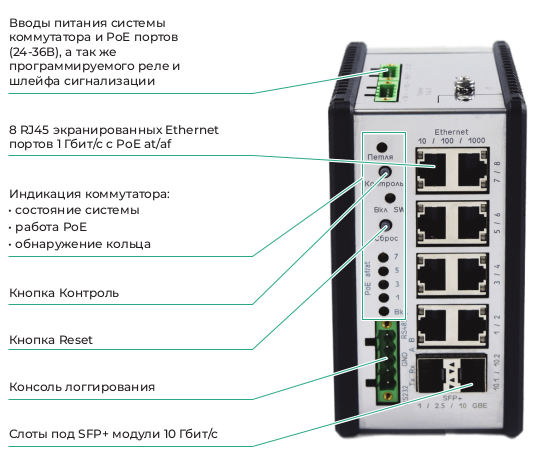 Вводы питания системы
коммутатора и PoE портов
(24-36В), а так же
программируемого реле и
шлейфа сигнализации
8 RJ45 экранированных Ethernet
портов 1 Гбит/с с PoE at/af
Индикация коммутатора:
• состояние системы
• работа PoE
• обнаружение кольца
Кнопка Контроль
Кнопка Reset
Консоль логгирования
Слоты под SFP+ модули 10 Гбит/с
Ethernet
10 / 100 / 1000
Петля
Контроль
Вкл SW
Сброс
PoE af/at
7
5
3
1
Вк
7 / 8
5 / 6
3 / 4
1 / 2
RS485
A B
GND
RS232
Tx Rx
10.1 / 10.2
SFP+
1 / 2.5 / 10 GBE